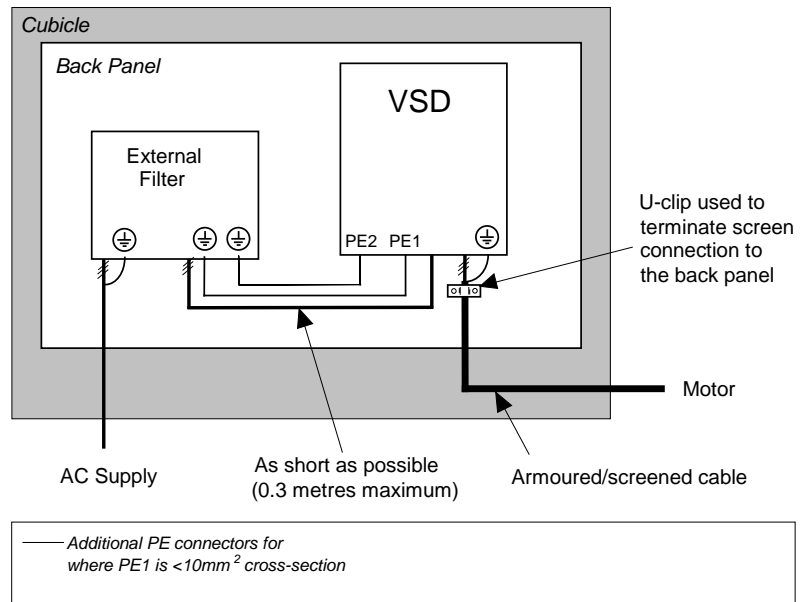 Cubicle
Back Panel
VSD
External
Filter
PE2 PE1
U-clip used to
terminate screen
connection to
the back panel
Motor
AC Supply
As short as possible
(0.3 metres maximum)
Armoured/screened cable
Additional PE connectors for
where PE1 is <10mm² cross-section